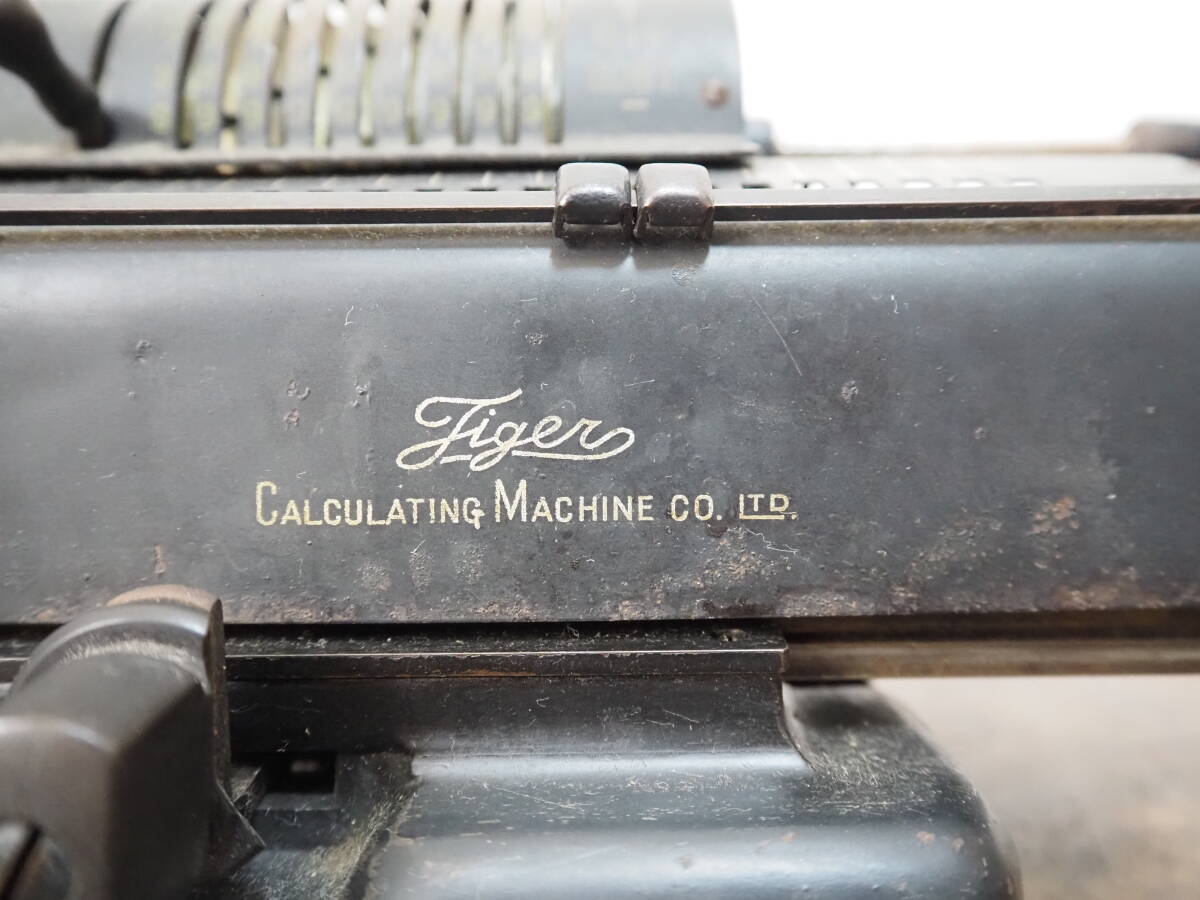 Tiger
CALCULATING MACHINE CO. LTD.